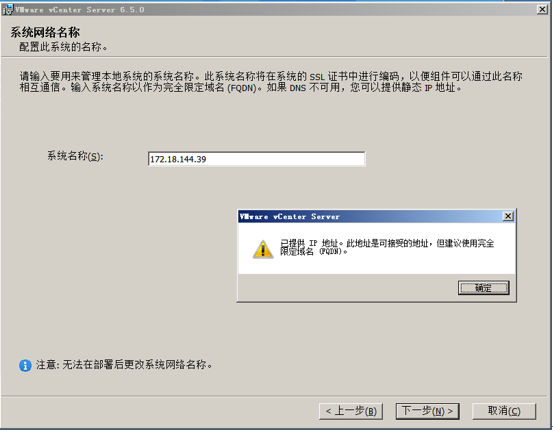 VMware vCenter Server 6.5.0
系统网络名称
配置此系统的名称。
请输入要用来管理本地系统的系统名称。此系统名称将在系统的 SSL 证书中进行编码，以便组件可以通过此名称
相互通信。输入系统名称以作为完全限定域名 (FQDN)。如果 DNS 不可用，您可以提供静态 IP 地址。
系统名称(S):
172.18.144.39
VMware vCenter Server
已提供 IP 地址。此地址是可接受的地址，但建议使用完全
限定域名 (FQDN)。
确定
注意: 无法在部署后更改系统网络名称。
< 上一步(B)
下一步(N) >
取消(C)